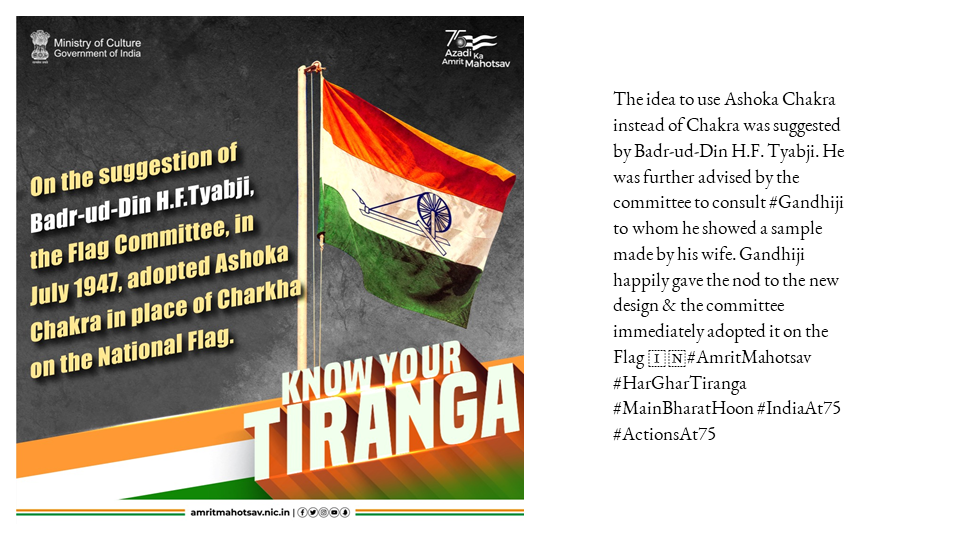 Ministry of Culture
Government of India
75
Azadi Ka
Amrit Mahotsav
On the suggestion of
Badr-ud-Din H.F.Tyabji,
the Flag Committee, in
July 1947, adopted Ashoka
Chakra in place of Charkha
on the National Flag.
KNOW YOUR
TIRANGA
amritmahotsav.nic.in |
The idea to use Ashoka Chakra
instead of Chakra was suggested
by Badr-ud-Din H.F. Tyabji. He
was further advised by the
committee to consult #Gandhiji
to whom he showed a sample
made by his wife. Gandhiji
happily gave the nod to the new
design & the committee
immediately adopted it on the
Flag 🇮🇳#AmritMahotsav
#HarGharTiranga
#MainBharatHoon #IndiaAt75
#ActionsAt75